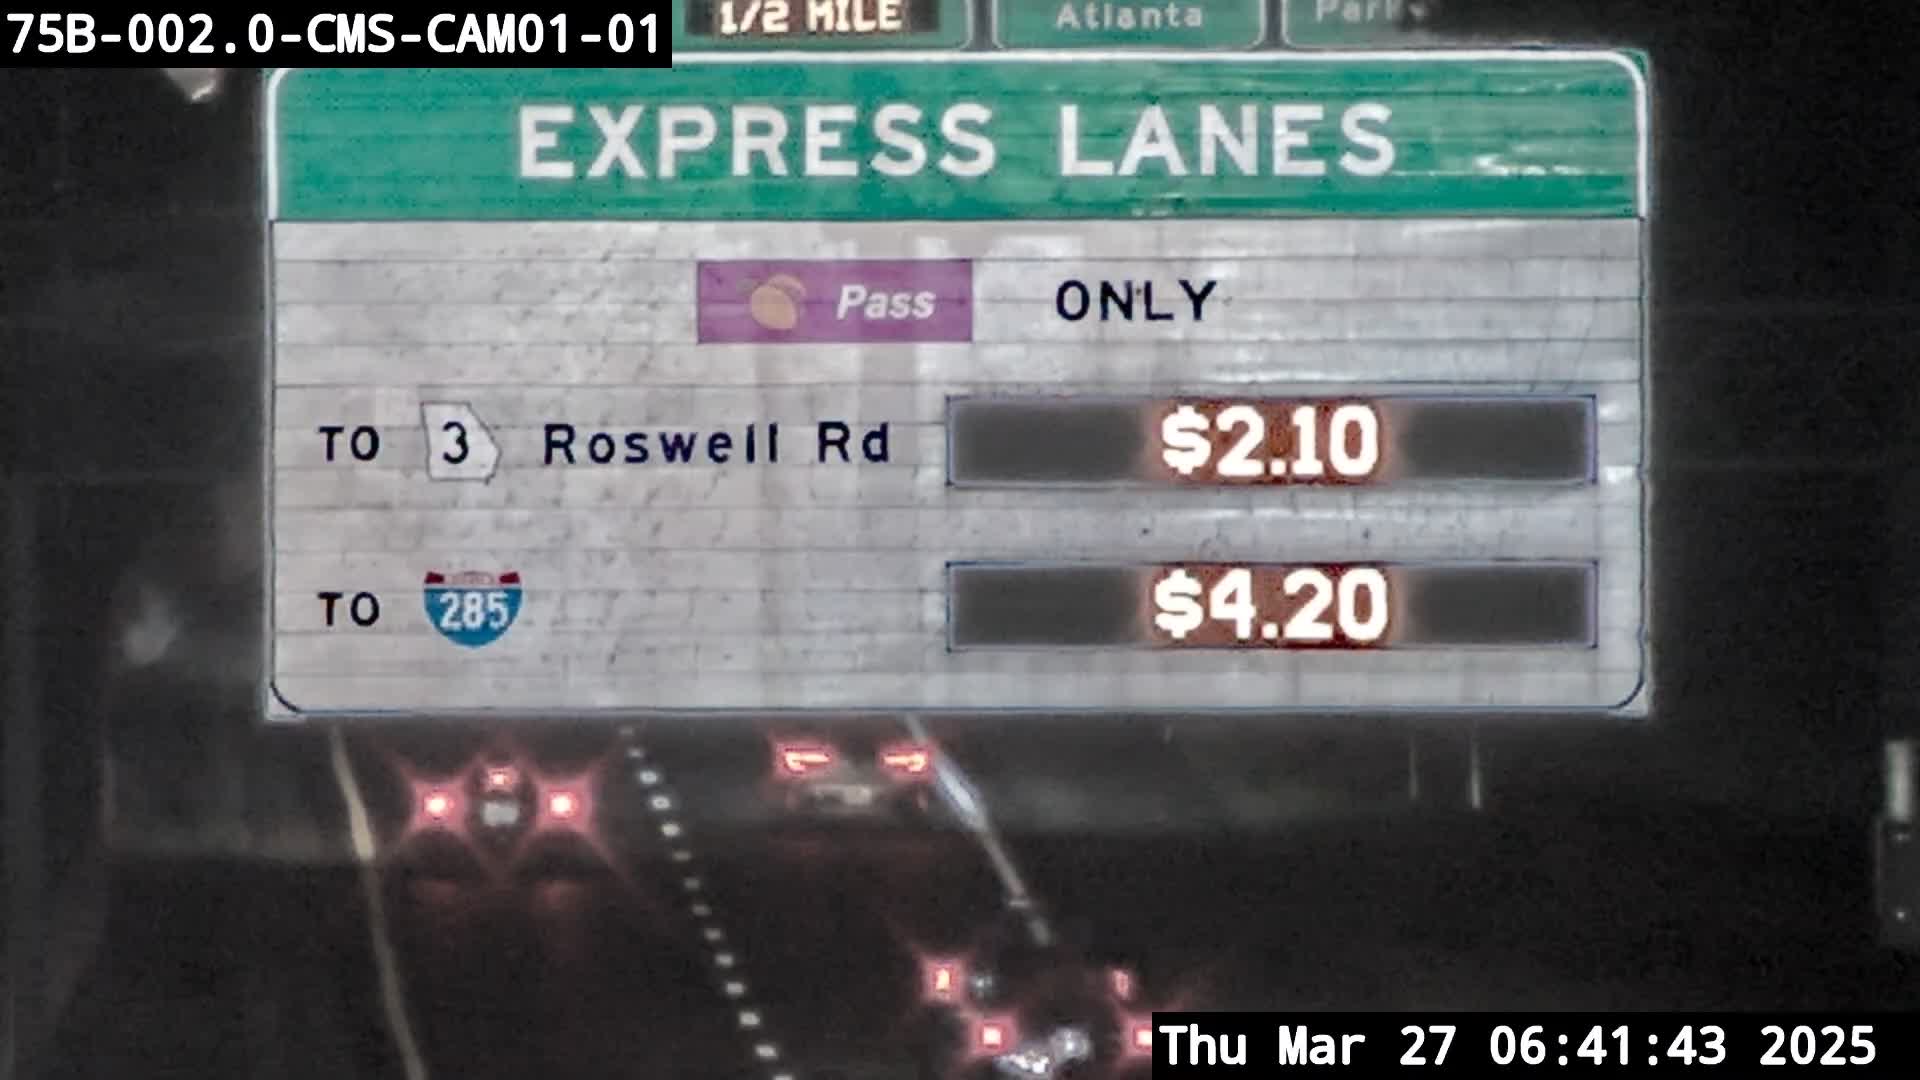 75B-002.0-CMS-CAM01-01
1/2 MILE
Atlanta
EXPRESS LANES
Pass ONLY
TO 3 Roswell Rd $2.10
TO 285 $4.20
Thu Mar 27 06:41:43 2025